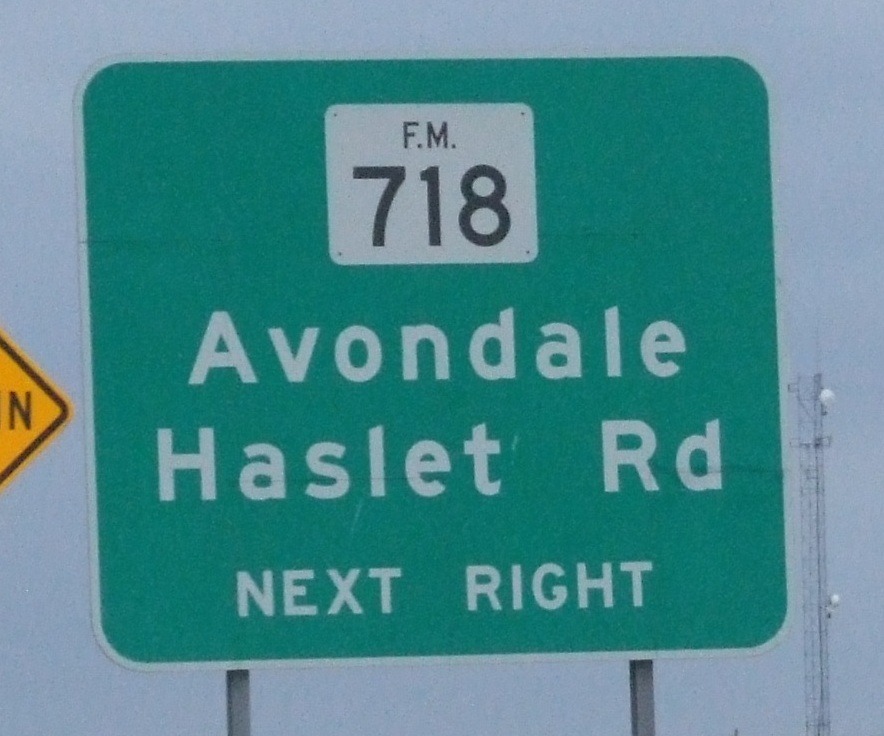 F.M.
718
Avondale
Haslet Rd
NEXT RIGHT